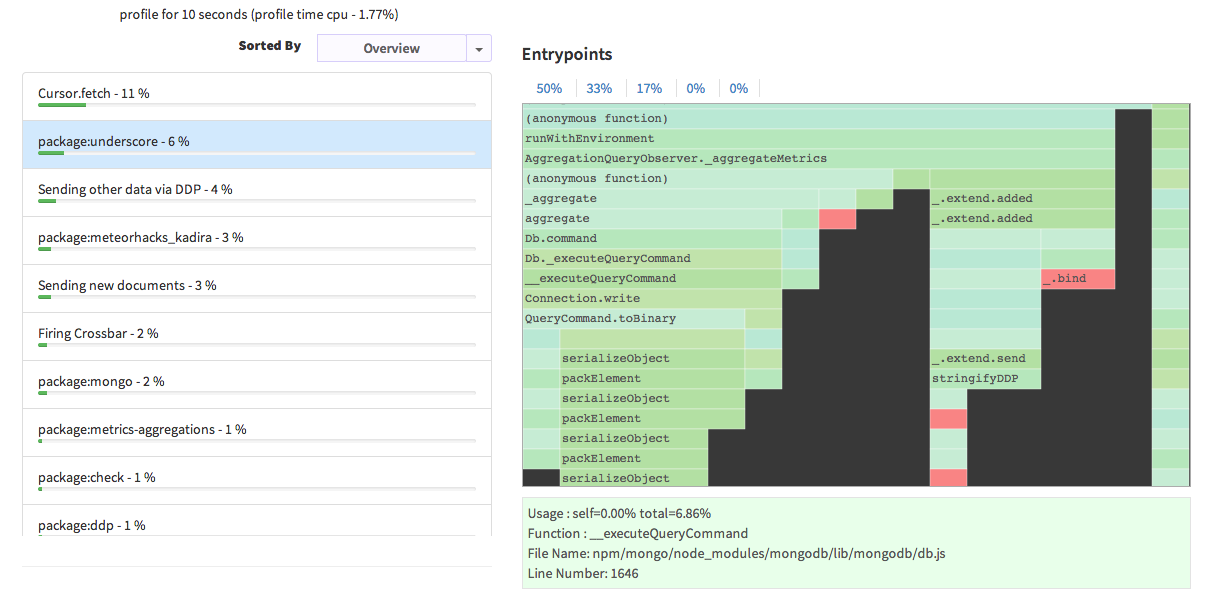 profile for 10 seconds (profile time cpu - 1.77%)
Sorted By
Overview
Cursor.fetch - 11 %
package:underscore - 6 %
Sending other data via DDP - 4 %
package:meteorhacks_kadira - 3 %
Sending new documents - 3 %
Firing Crossbar - 2 %
package:mongo - 2 %
package:metrics-aggregations - 1 %
package:check - 1 %
package:ddp - 1 %
Entrypoints
50% 33% 17% 0% 0%
(anonymous function)
runWithEnvironment
AggregationQueryObserver._aggregateMetrics
(anonymous function)
_aggregate _.extend.added
aggregate _.extend.added
Db.command
Db._executeQueryCommand
__executeQueryCommand _.bind
Connection.write
QueryCommand.toBinary
serializeObject _.extend.send
packElement stringifyDDP
serializeObject
packElement
serializeObject
packElement
serializeObject
Usage : self=0.00% total=6.86%
Function : __executeQueryCommand
File Name: npm/mongo/node_modules/mongodb/lib/mongodb/db.js
Line Number: 1646